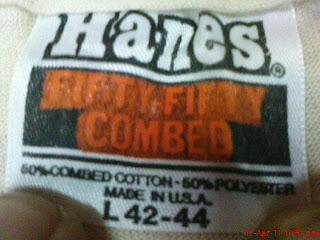 Hanes®
FIFTY-FIFTY
COMBED
50% COMBED COTTON - 50% POLYESTER
MADE IN U.S.A.
L 42-44